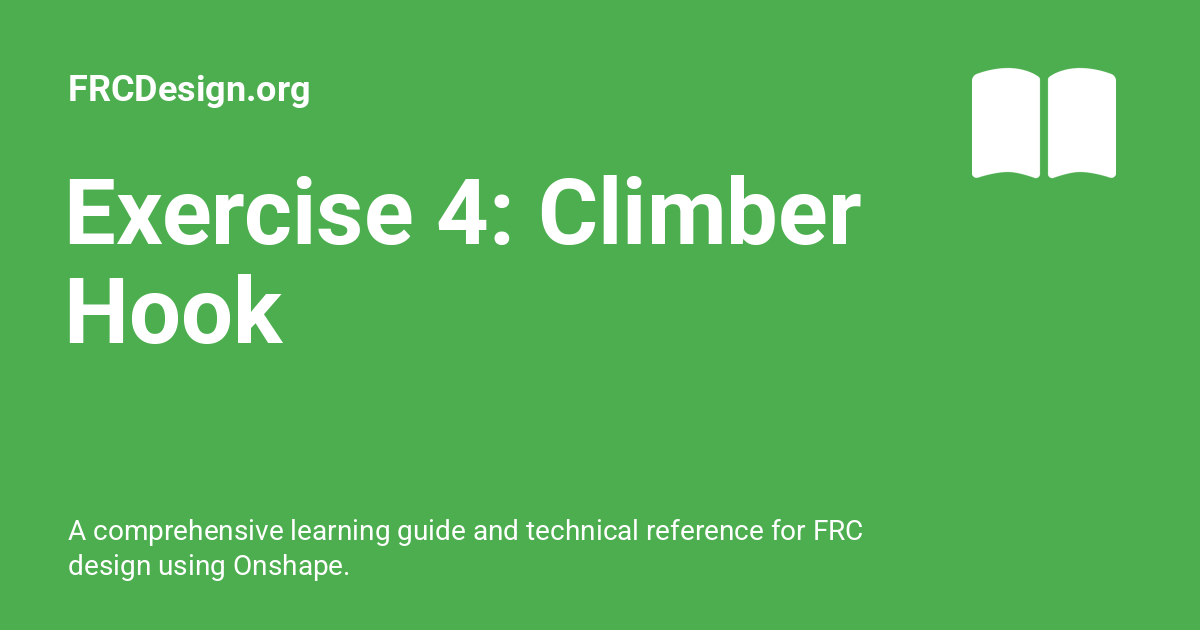 FRCDesign.org
Exercise 4: Climber
Hook
A comprehensive learning guide and technical reference for FRC
design using Onshape.